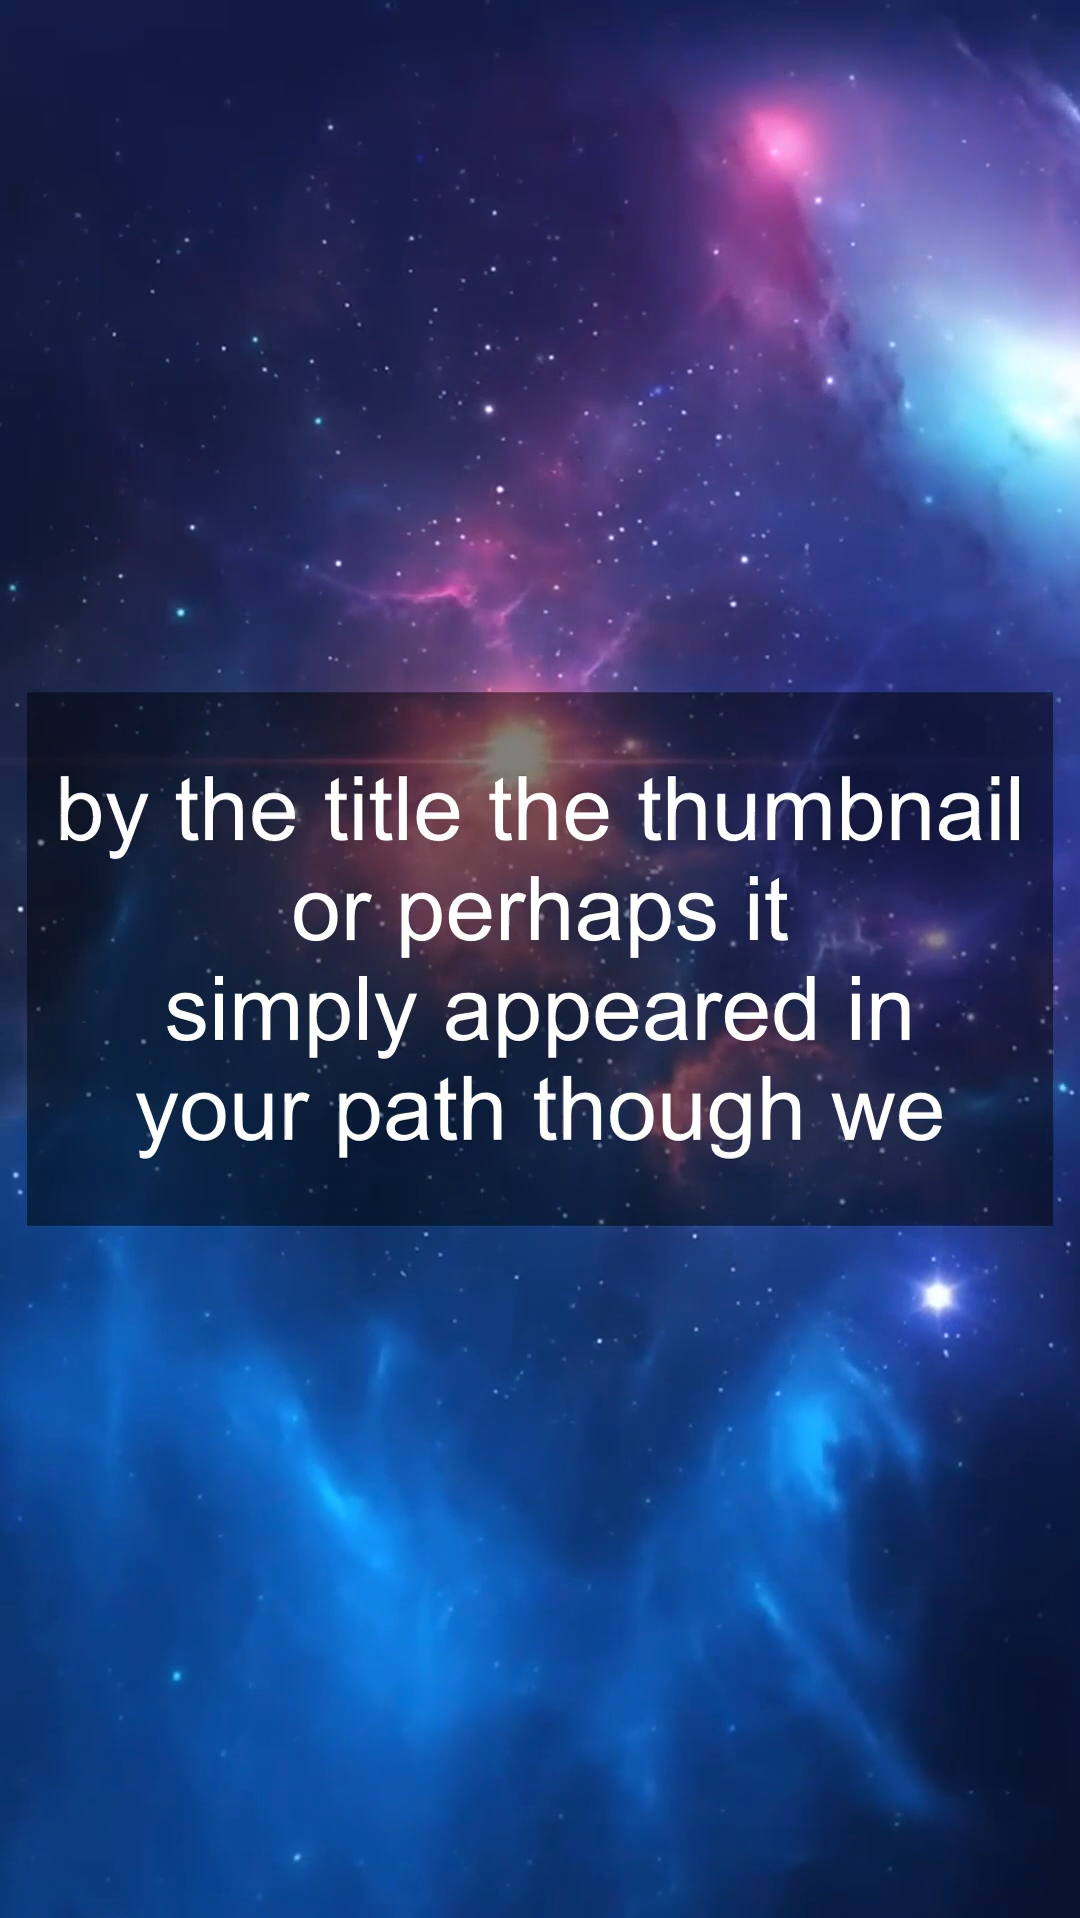 by the title the thumbnail
or perhaps it
simply appeared in
your path though we